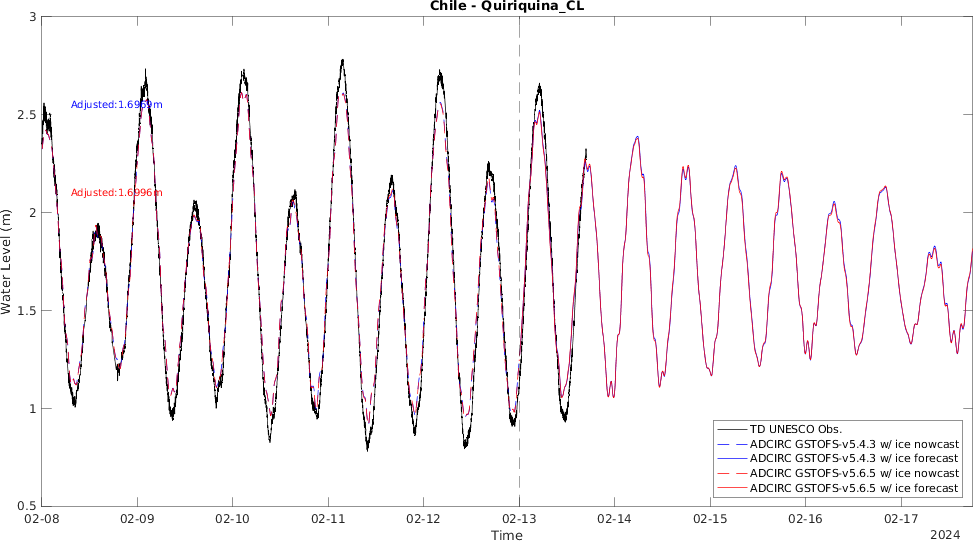 Chile - Quiriquina_CL
3
2.5
2
1.5
1
0.5
Water Level (m)
Adjusted:1.6969m
Adjusted:1.6996m
TD UNESCO Obs.
ADCIRC GSTOFS-v5.4.3 w/ ice nowcast
ADCIRC GSTOFS-v5.4.3 w/ ice forecast
ADCIRC GSTOFS-v5.6.5 w/ ice nowcast
ADCIRC GSTOFS-v5.6.5 w/ ice forecast
02-08 02-09 02-10 02-11 02-12 02-13 02-14 02-15 02-16 02-17
Time
2024